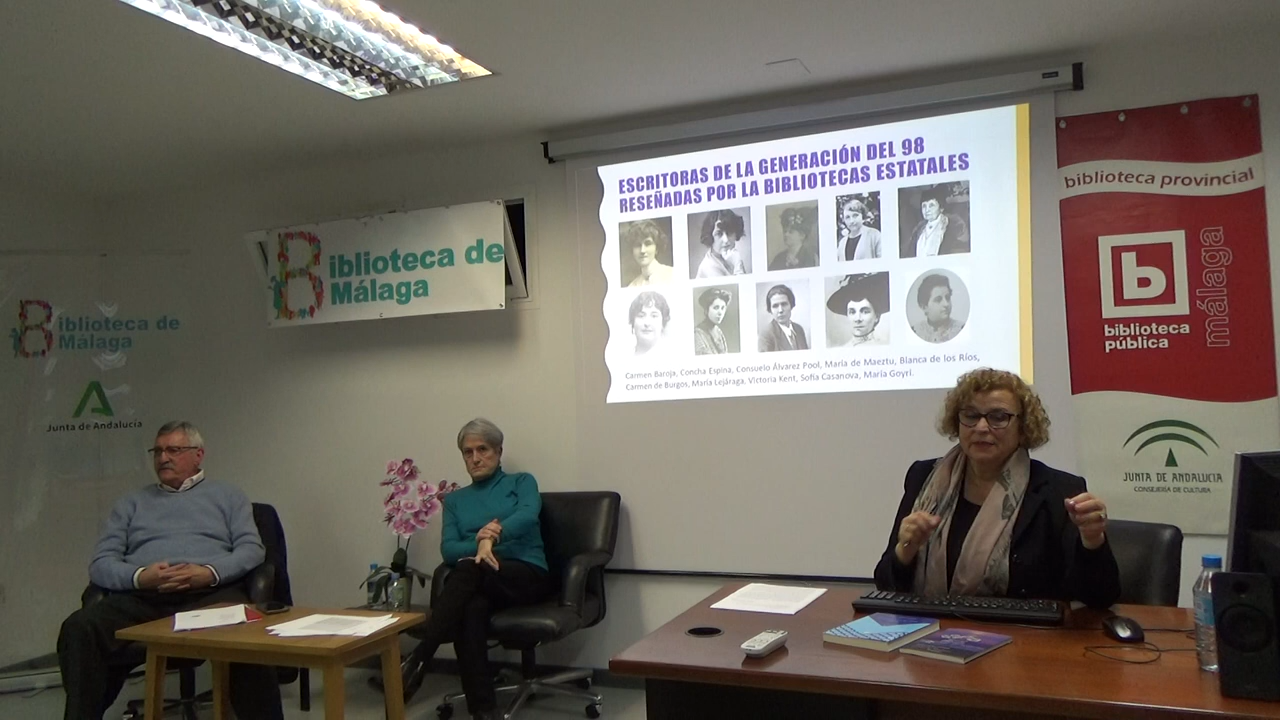 ESCRITORAS DE LA GENERACIÓN DEL 98
RESEÑADAS POR LA BIBLIOTECAS ESTATALES
Carmen Baroja, Concha Espina, Consuelo Álvarez Pool, María de Maeztu, Blanca de los Ríos,
Carmen de Burgos, María Lejáraga, Victoria Kent, Sofía Casanova, María Goyri.
Biblioteca de
Málaga
Biblioteca de
Málaga
Junta de Andalucía
biblioteca provincial
b
málaga
biblioteca
pública
JUNTA DE ANDALUCIA
CONSEJERÍA DE CULTURA